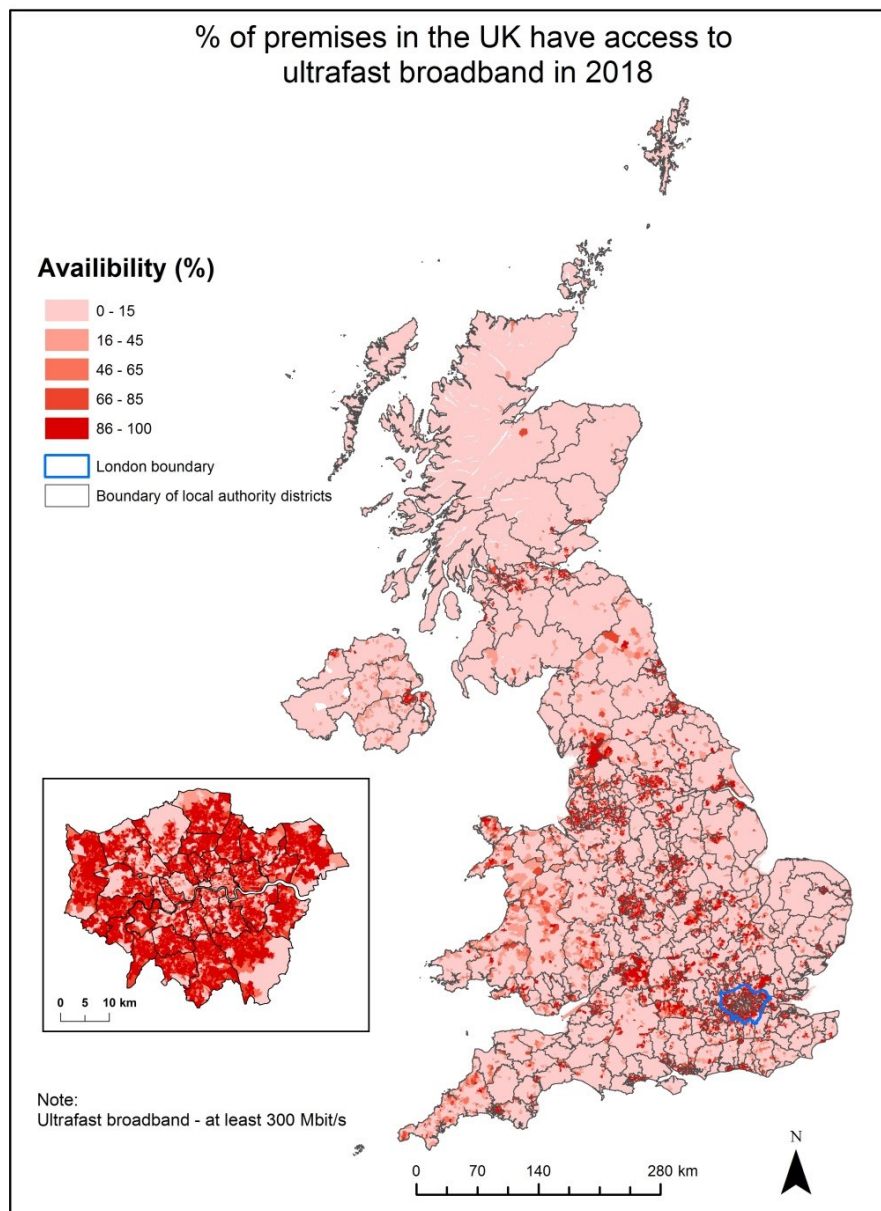 % of premises in the UK have access to
ultrafast broadband in 2018
Availibility (%)
0 - 15
16 - 45
46 - 65
66 - 85
86 - 100
London boundary
Boundary of local authority districts
0 5 10 km
Note:
Ultrafast broadband - at least 300 Mbit/s
N
0 70 140 280 km